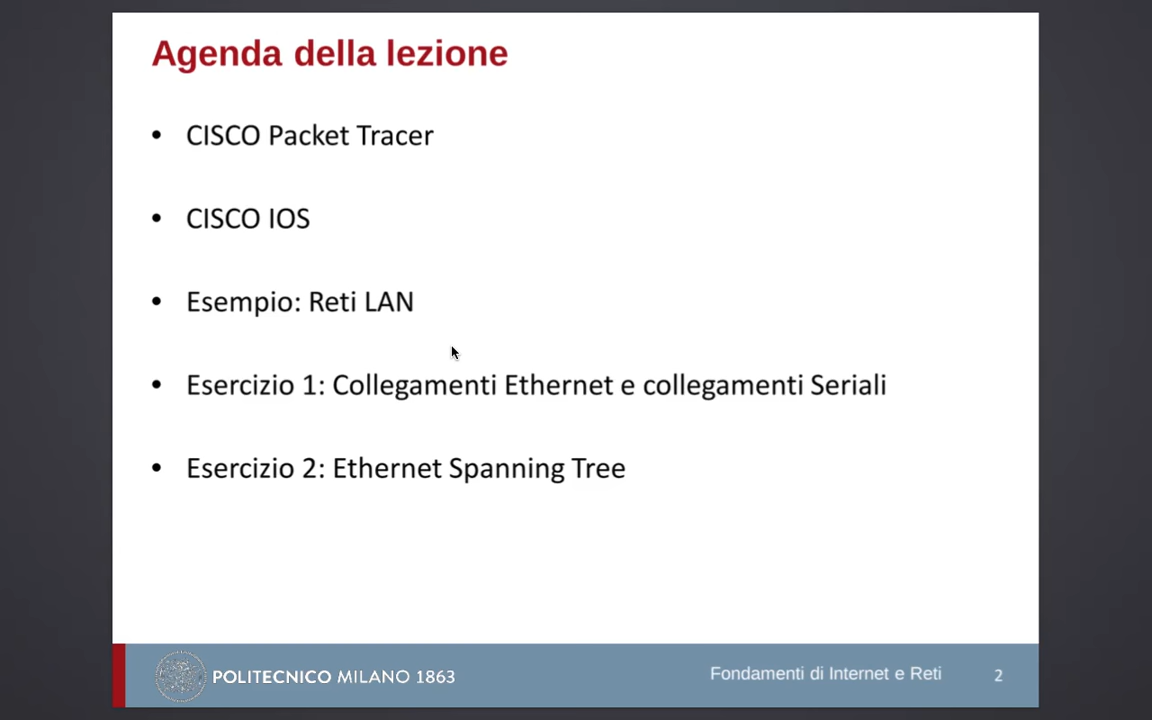 Agenda della lezione
• CISCO Packet Tracer
• CISCO IOS
• Esempio: Reti LAN
• Esercizio 1: Collegamenti Ethernet e collegamenti Seriali
• Esercizio 2: Ethernet Spanning Tree
POLITECNICO MILANO 1863
Fondamenti di Internet e Reti
2